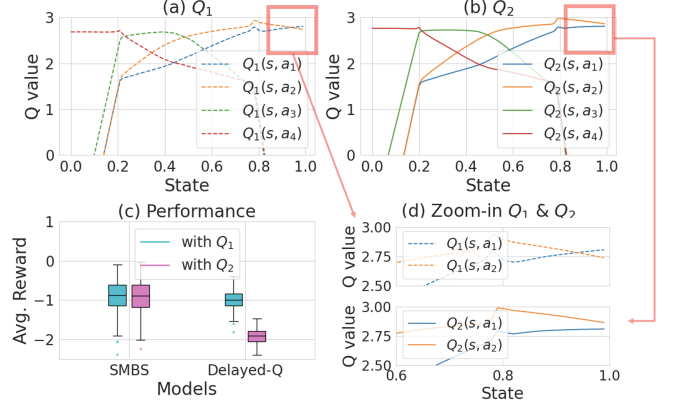 (a) Q₁
Q value
3
2
1
0
Q₁(s, a₁)
Q₁(s, a₂)
Q₁(s, a₃)
Q₁(s, a₄)
0.0 0.2 0.4 0.6 0.8 1.0
State
(b) Q₂
Q value
3
2
1
0
Q₂(s, a₁)
Q₂(s, a₂)
Q₂(s, a₃)
Q₂(s, a₄)
0.0 0.2 0.4 0.6 0.8 1.0
State
(c) Performance
Avg. Reward
1
0
−1
−2
with Q₁
with Q₂
SMBS Delayed-Q
Models
(d) Zoom-in Q₁ & Q₂
Q value
3.00
2.75
2.50
Q₁(s, a₁)
Q₁(s, a₂)
Q value
3.00
2.75
2.50
Q₂(s, a₁)
Q₂(s, a₂)
0.6 0.8 1.0
State